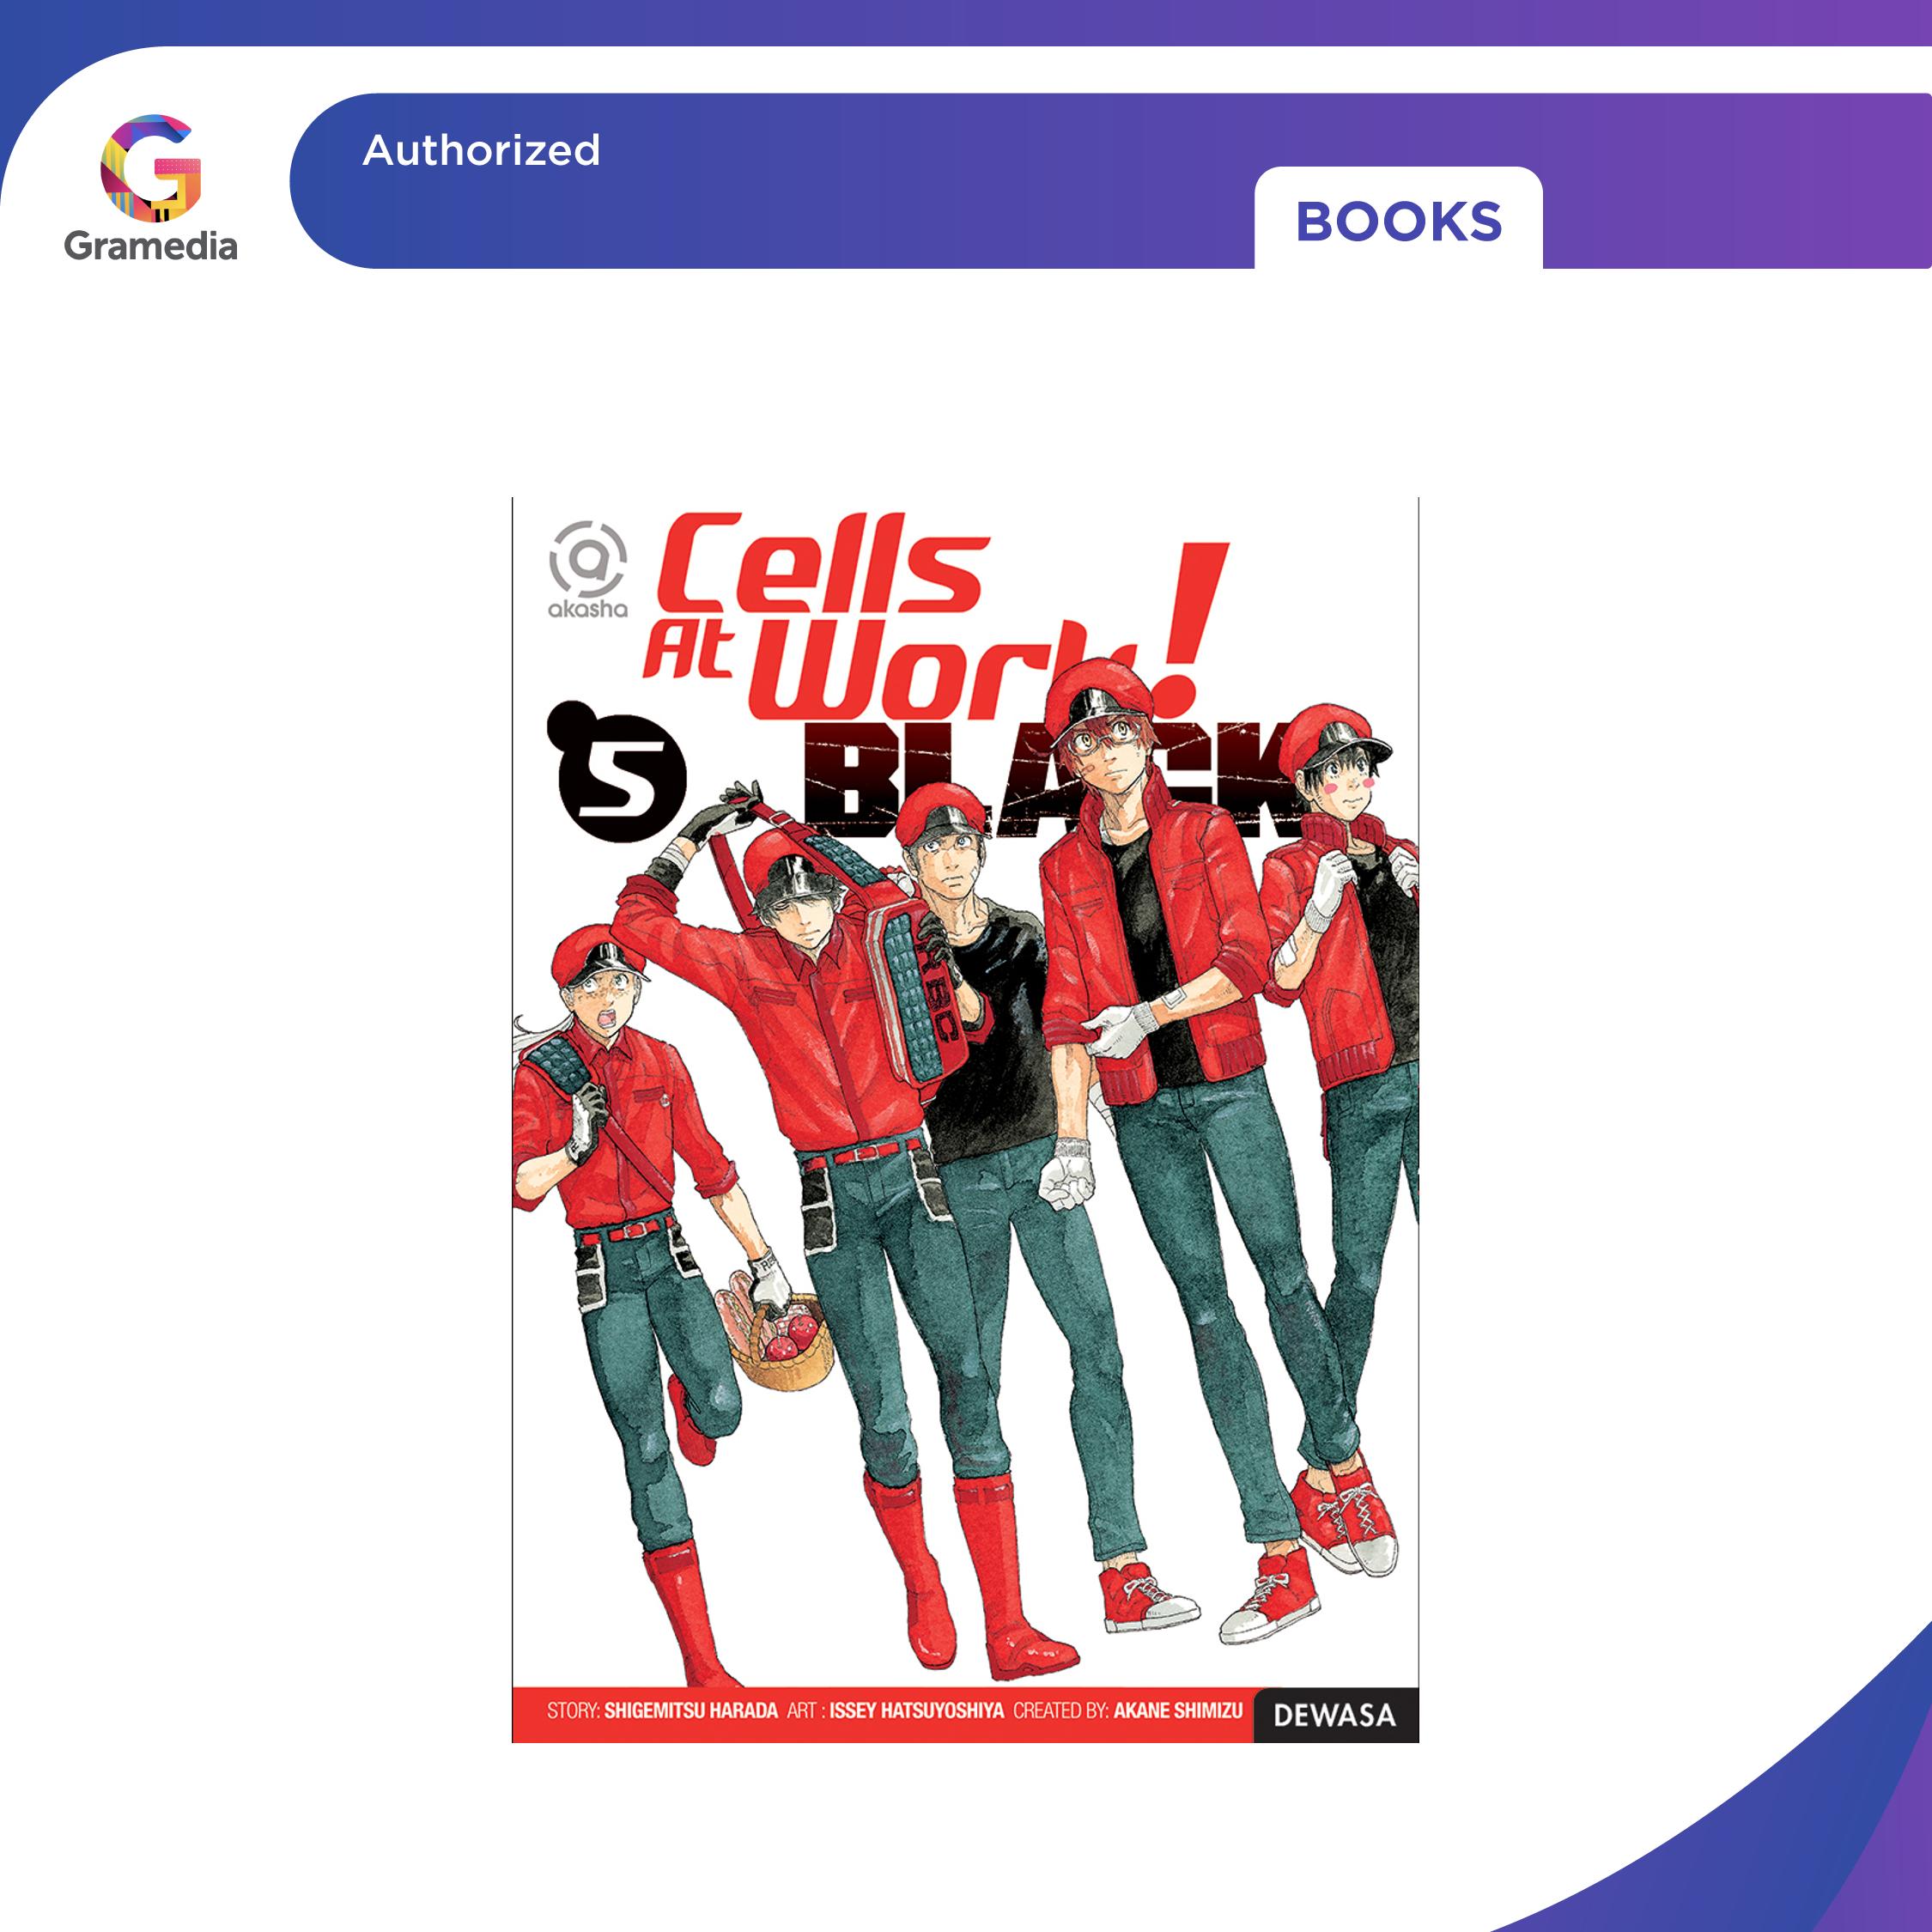 Gramedia
Authorized
BOOKS
akasha
Cells
At Work!
5
BLACK
RBC
STORY: SHIGEMITSU HARADA ART : ISSEY HATSUYOSHIYA CREATED BY: AKANE SHIMIZU
DEWASA